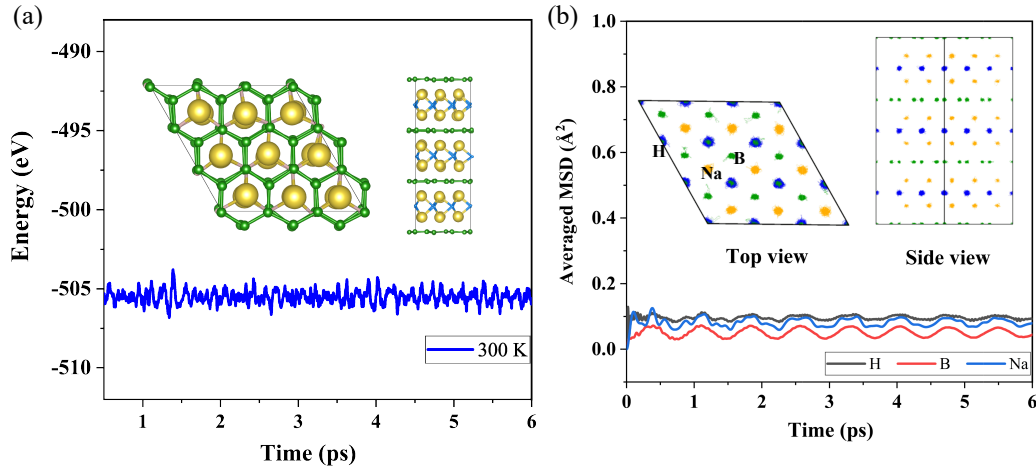 (a)
-490
-495
-500
-505
-510
Energy (eV)
300 K
1 2 3 4 5 6
Time (ps)
(b)
1.0
0.8
0.6
0.4
0.2
0.1
0.0
Averaged MSD (Å²)
H
B
Na
Top view
Side view
H B Na
0 1 2 3 4 5 6
Time (ps)